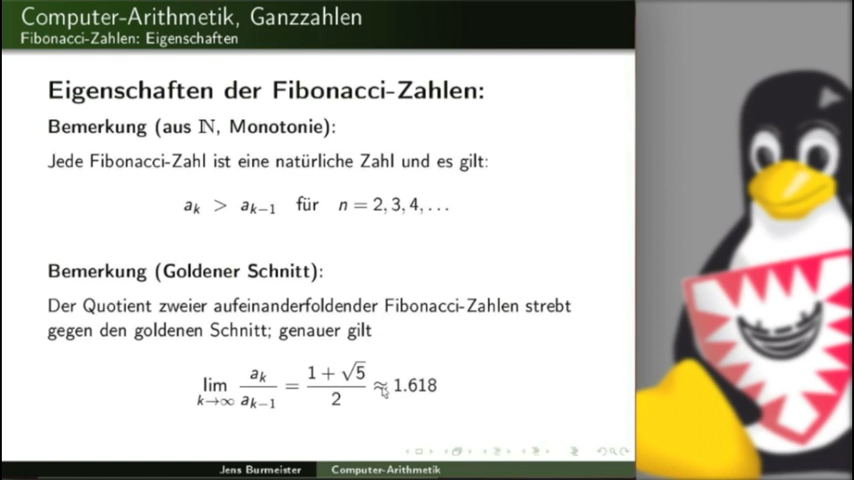 Computer-Arithmetik, Ganzzahlen
Fibonacci-Zahlen: Eigenschaften
Eigenschaften der Fibonacci-Zahlen:
Bemerkung (aus ℕ, Monotonie):
Jede Fibonacci-Zahl ist eine natürliche Zahl und es gilt:
a_k > a_{k−1} für n = 2, 3, 4, . . .
Bemerkung (Goldener Schnitt):
Der Quotient zweier aufeinanderfoldender Fibonacci-Zahlen strebt
gegen den goldenen Schnitt; genauer gilt
lim_{k→∞} a_k / a_{k−1} = (1 + √5) / 2 ≈ 1.618
Jens Burmeister Computer-Arithmetik